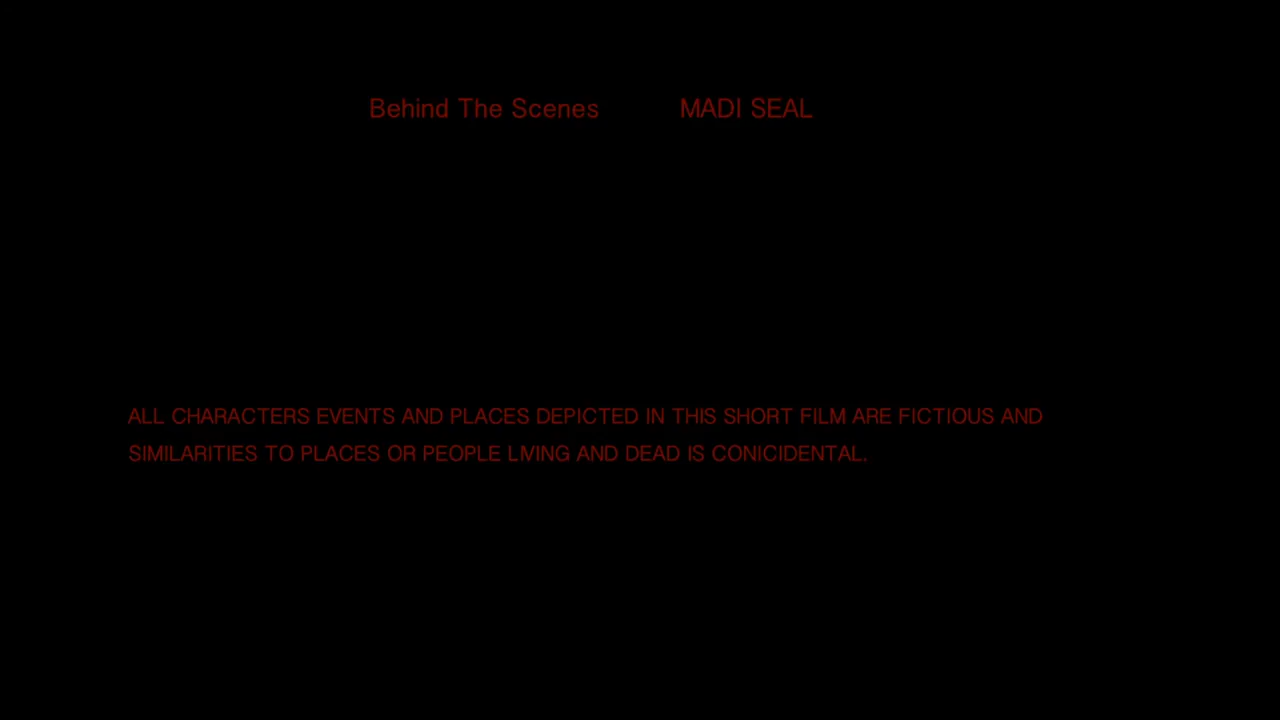 Behind The Scenes MADI SEAL
ALL CHARACTERS EVENTS AND PLACES DEPICTED IN THIS SHORT FILM ARE FICTIOUS AND
SIMILARITIES TO PLACES OR PEOPLE LIVING AND DEAD IS CONICIDENTAL.